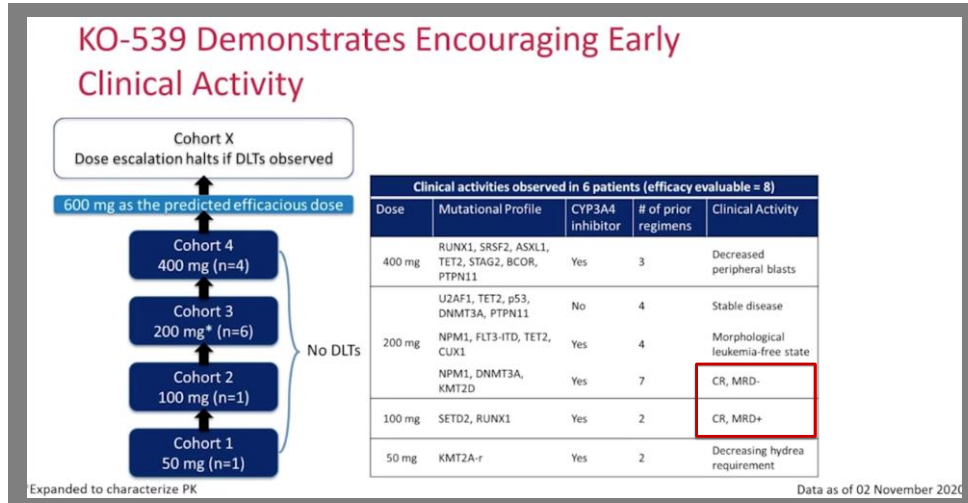 KO-539 Demonstrates Encouraging Early
Clinical Activity
Cohort X
Dose escalation halts if DLTs observed
600 mg as the predicted efficacious dose
Cohort 4
400 mg (n=4)
Cohort 3
200 mg* (n=6)
Cohort 2
100 mg (n=1)
Cohort 1
50 mg (n=1)
No DLTs
Clinical activities observed in 6 patients (efficacy evaluable = 8)
Dose Mutational Profile CYP3A4 # of prior Clinical Activity
inhibitor regimens
RUNX1, SRSF2, ASXL1,
400 mg TET2, STAG2, BCOR, Yes 3 Decreased
PTPN11 peripheral blasts
U2AF1, TET2, p53, No 4 Stable disease
DNMT3A, PTPN11
200 mg NPM1, FLT3-ITD, TET2, Yes 4 Morphological
CUX1 leukemia-free state
NPM1, DNMT3A, Yes 7 CR, MRD-
KMT2D
100 mg SETD2, RUNX1 Yes 2 CR, MRD+
50 mg KMT2A-r Yes 2 Decreasing hydrea
requirement
*Expanded to characterize PK
Data as of 02 November 2020